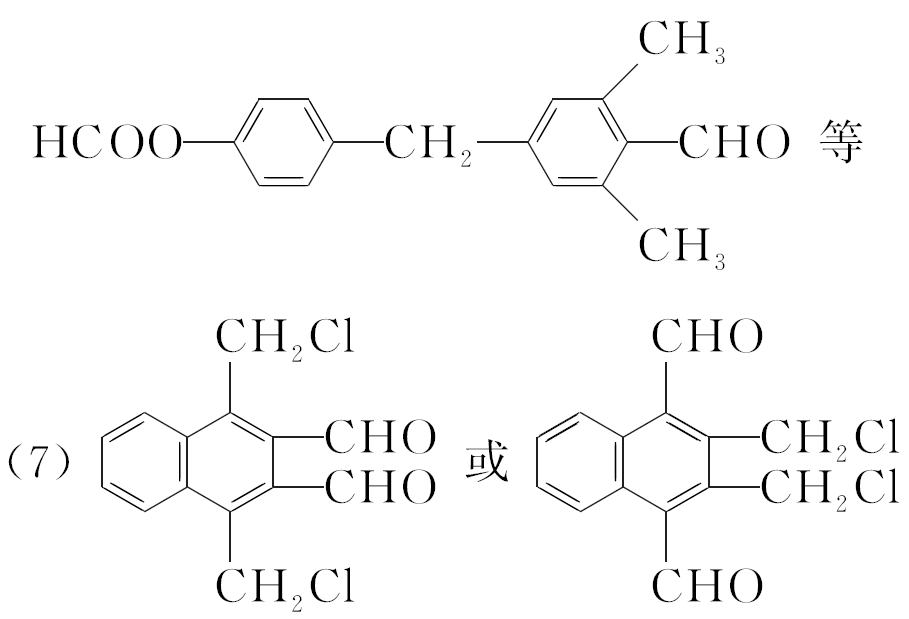 CH₃
HCOO CH₂ CHO 等
CH₃
CH₂Cl CHO
(7) CHO 或 CH₂Cl
CHO CH₂Cl
CH₂Cl CHO